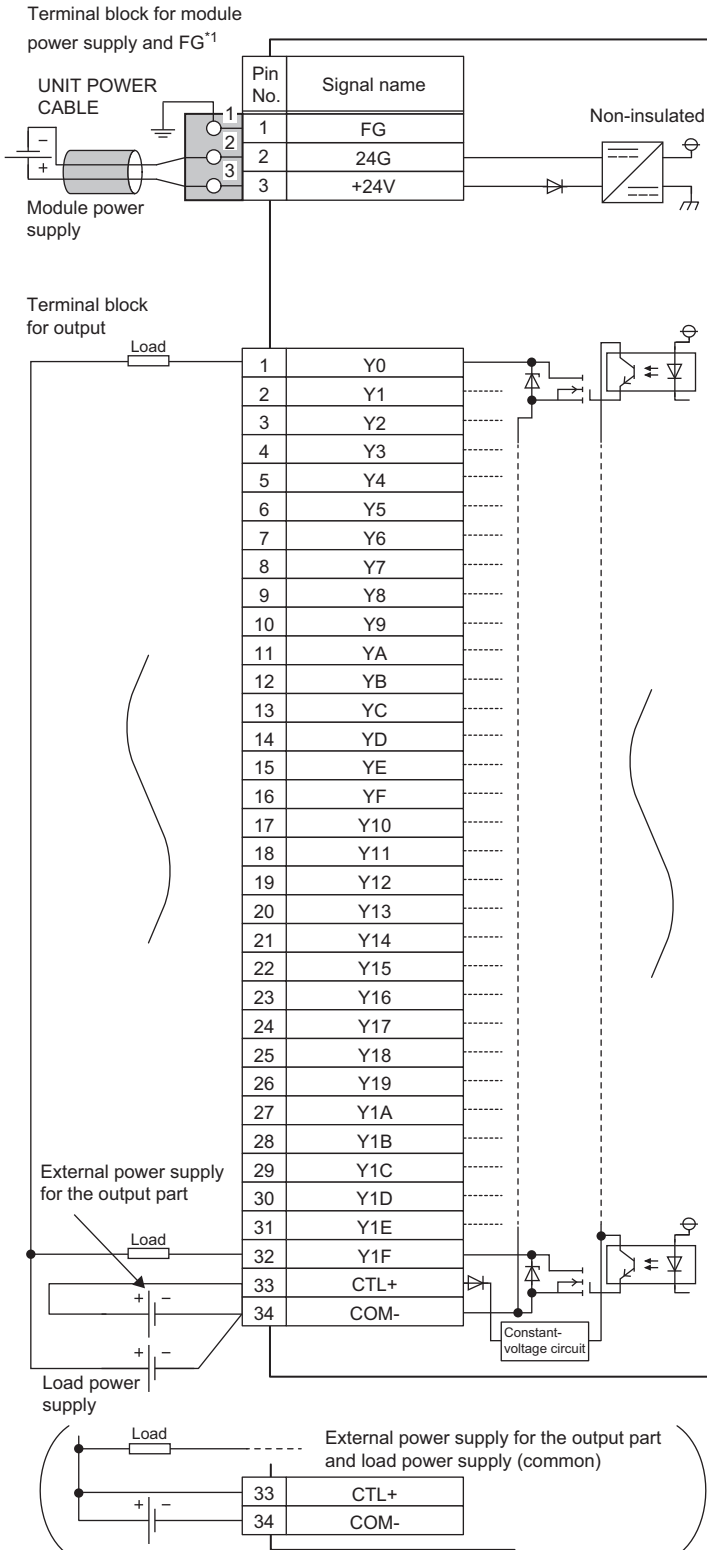 Terminal block for module
power supply and FG*1
UNIT POWER
CABLE
Module power
supply
Pin
No.
Signal name
1
1 FG
2
2 24G
3
3 +24V
Non-insulated
− 
+
Terminal block
for output
Load
1 Y0
2 Y1
3 Y2
4 Y3
5 Y4
6 Y5
7 Y6
8 Y7
9 Y8
10 Y9
11 YA
12 YB
13 YC
14 YD
15 YE
16 YF
17 Y10
18 Y11
19 Y12
20 Y13
21 Y14
22 Y15
23 Y16
24 Y17
25 Y18
26 Y19
27 Y1A
28 Y1B
29 Y1C
30 Y1D
31 Y1E
32 Y1F
33 CTL+
34 COM-
External power supply
for the output part
Load
+ −
+ −
Load power
supply
Constant-
voltage circuit
Load
External power supply for the output part
and load power supply (common)
33 CTL+
34 COM-
+ −